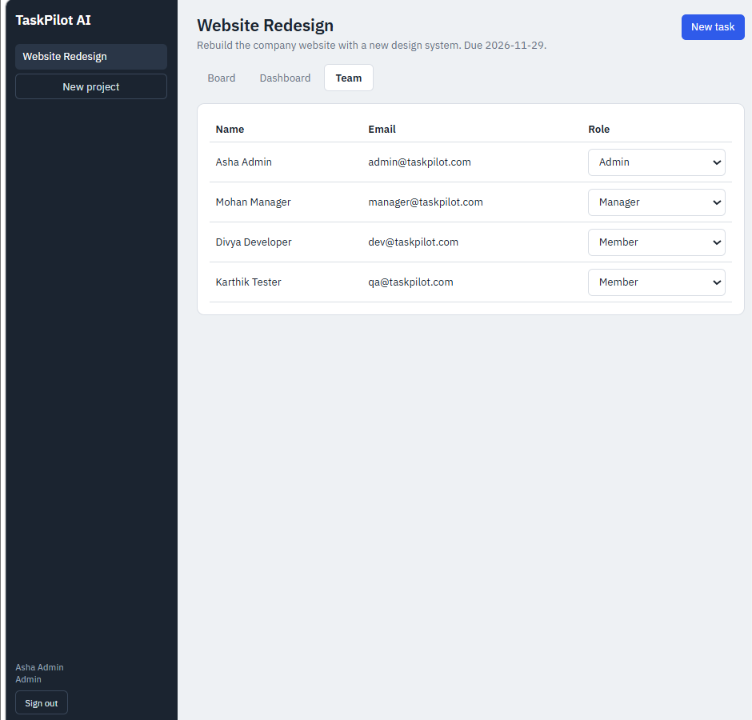 TaskPilot AI
Website Redesign
New project
Website Redesign
Rebuild the company website with a new design system. Due 2026-11-29.
New task
Board Dashboard Team
Name Email Role
Asha Admin admin@taskpilot.com Admin
Mohan Manager manager@taskpilot.com Manager
Divya Developer dev@taskpilot.com Member
Karthik Tester qa@taskpilot.com Member
Asha Admin
Admin
Sign out